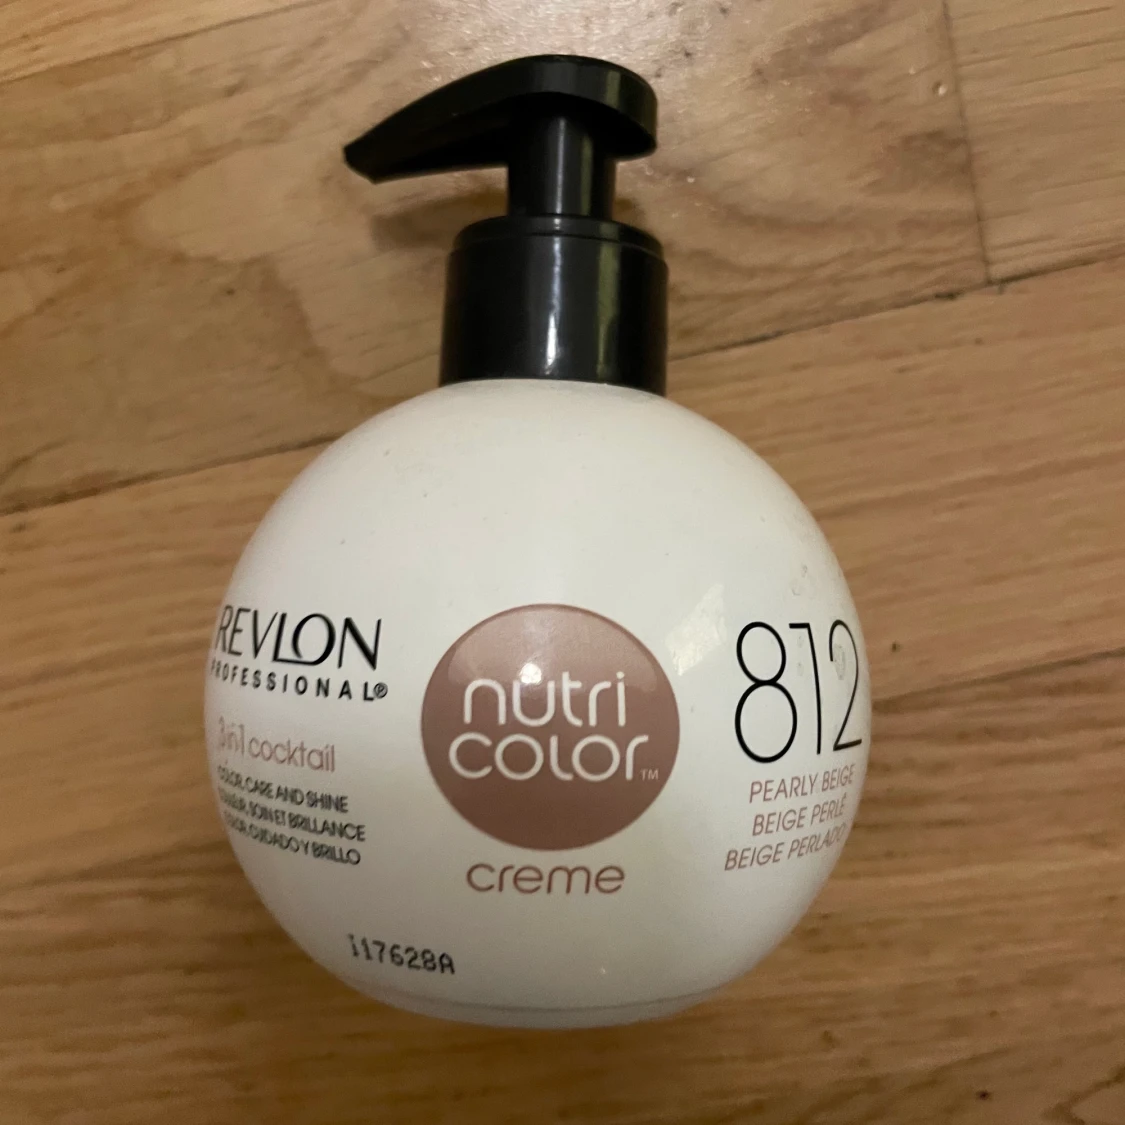 REVLON
PROFESSIONAL®
3in1 cocktail
COLOR, CARE AND SHINE
COULEUR, SOIN ET BRILLANCE
COLOR, CUIDADO Y BRILLO
nutri
color™
creme
812
PEARLY BEIGE
BEIGE PERLÉ
BEIGE PERLADO
117628A